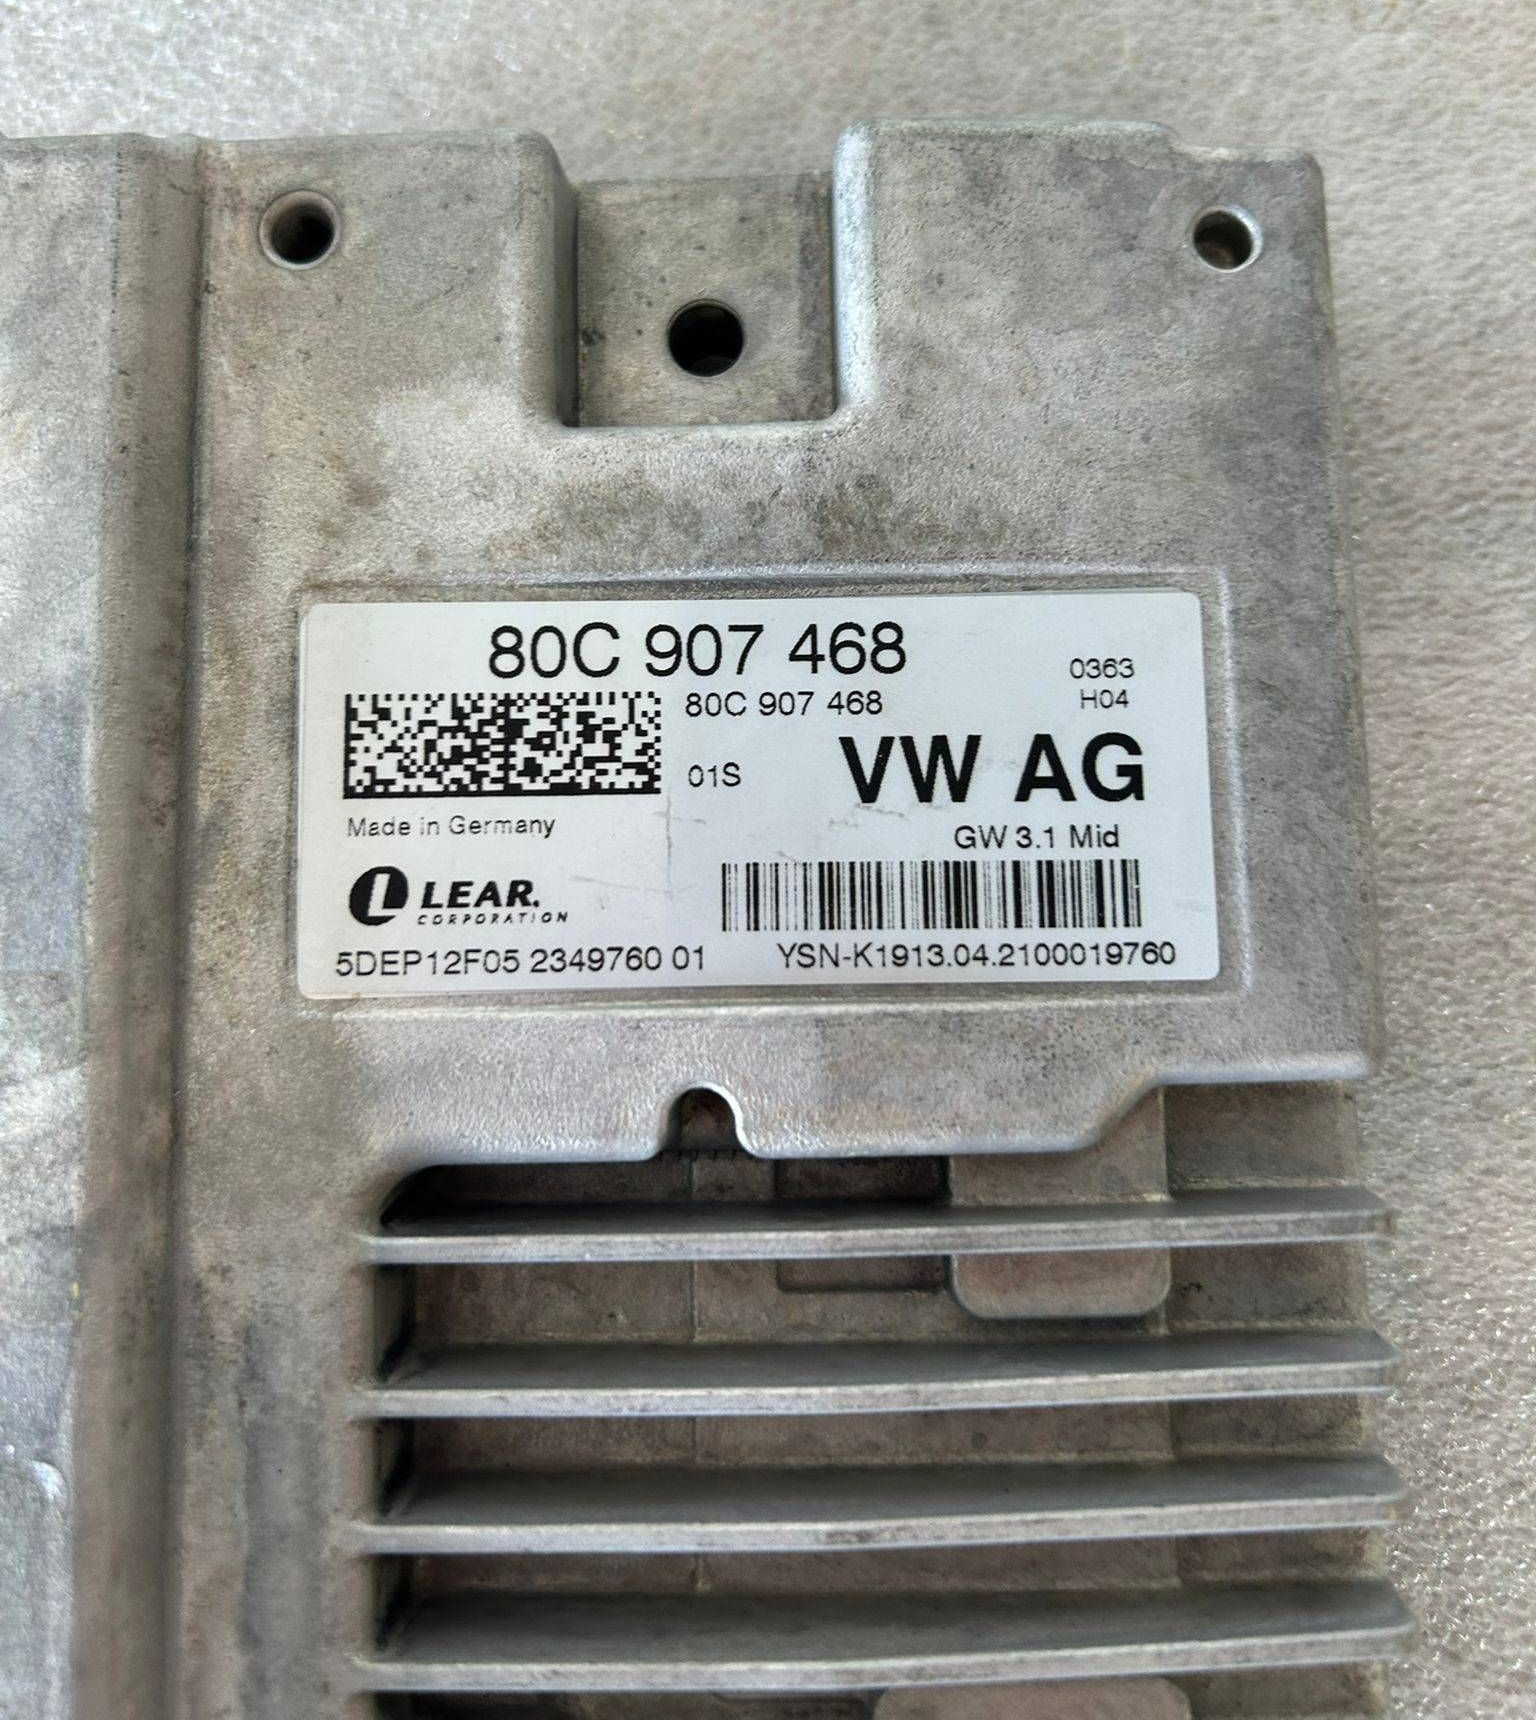 80C 907 468
0363
80C 907 468
H04
01S
VW AG
Made in Germany
GW 3.1 Mid
LEAR.
CORPORATION
5DEP12F05 2349760 01
YSN-K1913.04.2100019760